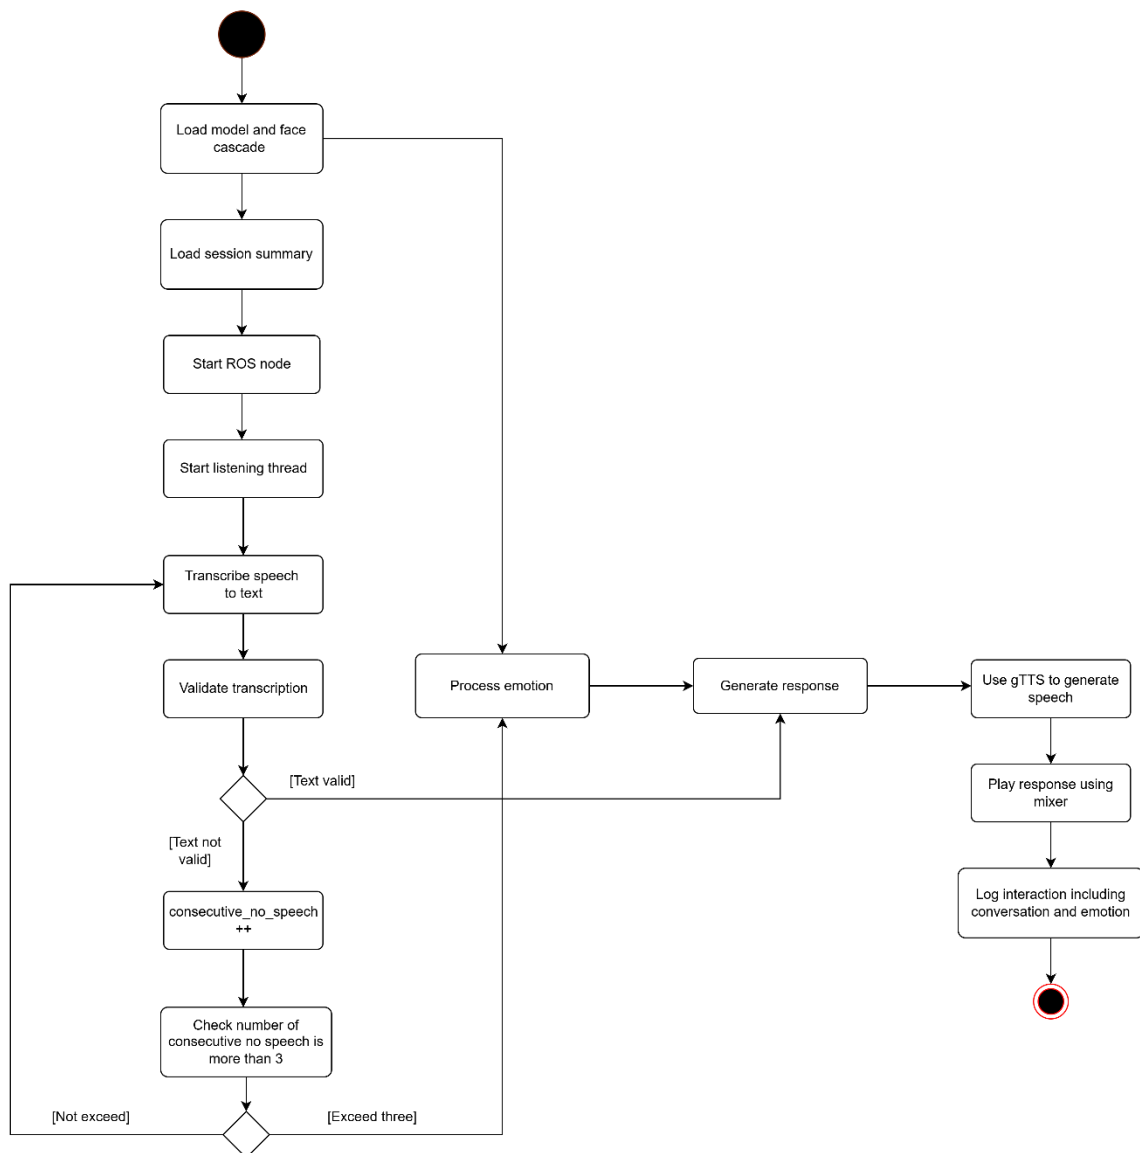 Load model and face
cascade
Load session summary
Start ROS node
Start listening thread
Transcribe speech
to text
Validate transcription
[Text valid]
[Text not
valid]
consecutive_no_speech
++
Check number of
consecutive no speech is
more than 3
[Not exceed]
[Exceed three]
Process emotion
Generate response
Use gTTS to generate
speech
Play response using
mixer
Log interaction including
conversation and emotion